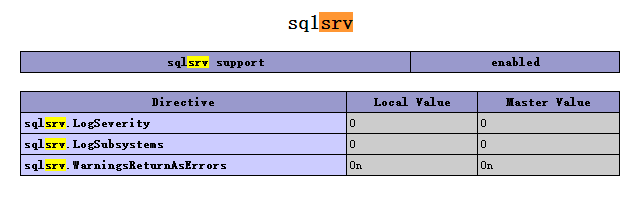 sqlsrv
sqlsrv support enabled
Directive Local Value Master Value
sqlsrv.LogSeverity 0 0
sqlsrv.LogSubsystems 0 0
sqlsrv.WarningsReturnAsErrors On On